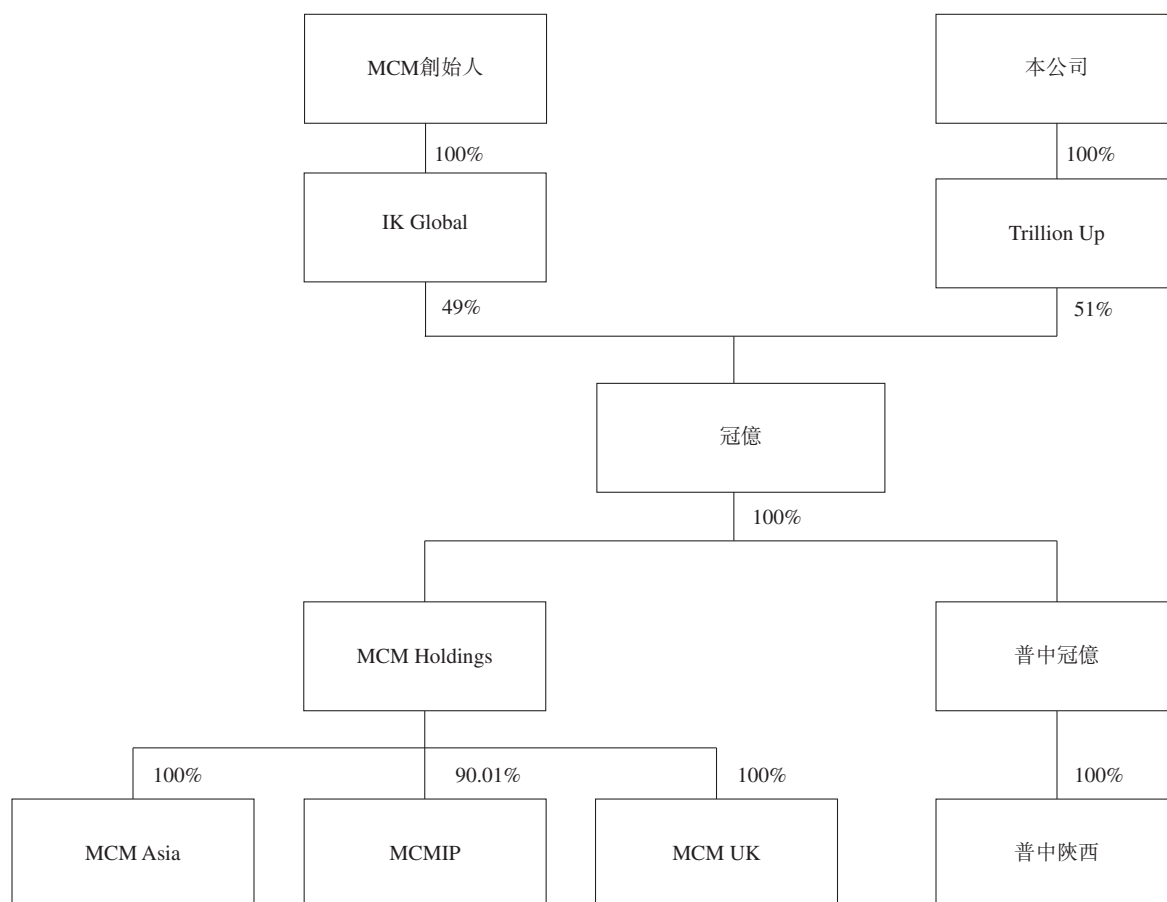 MCM創始人
本公司
100%
100%
IK Global
Trillion Up
49%
51%
冠億
100%
MCM Holdings
普中冠億
100%
90.01%
100%
100%
MCM Asia
MCMIP
MCM UK
普中陝西